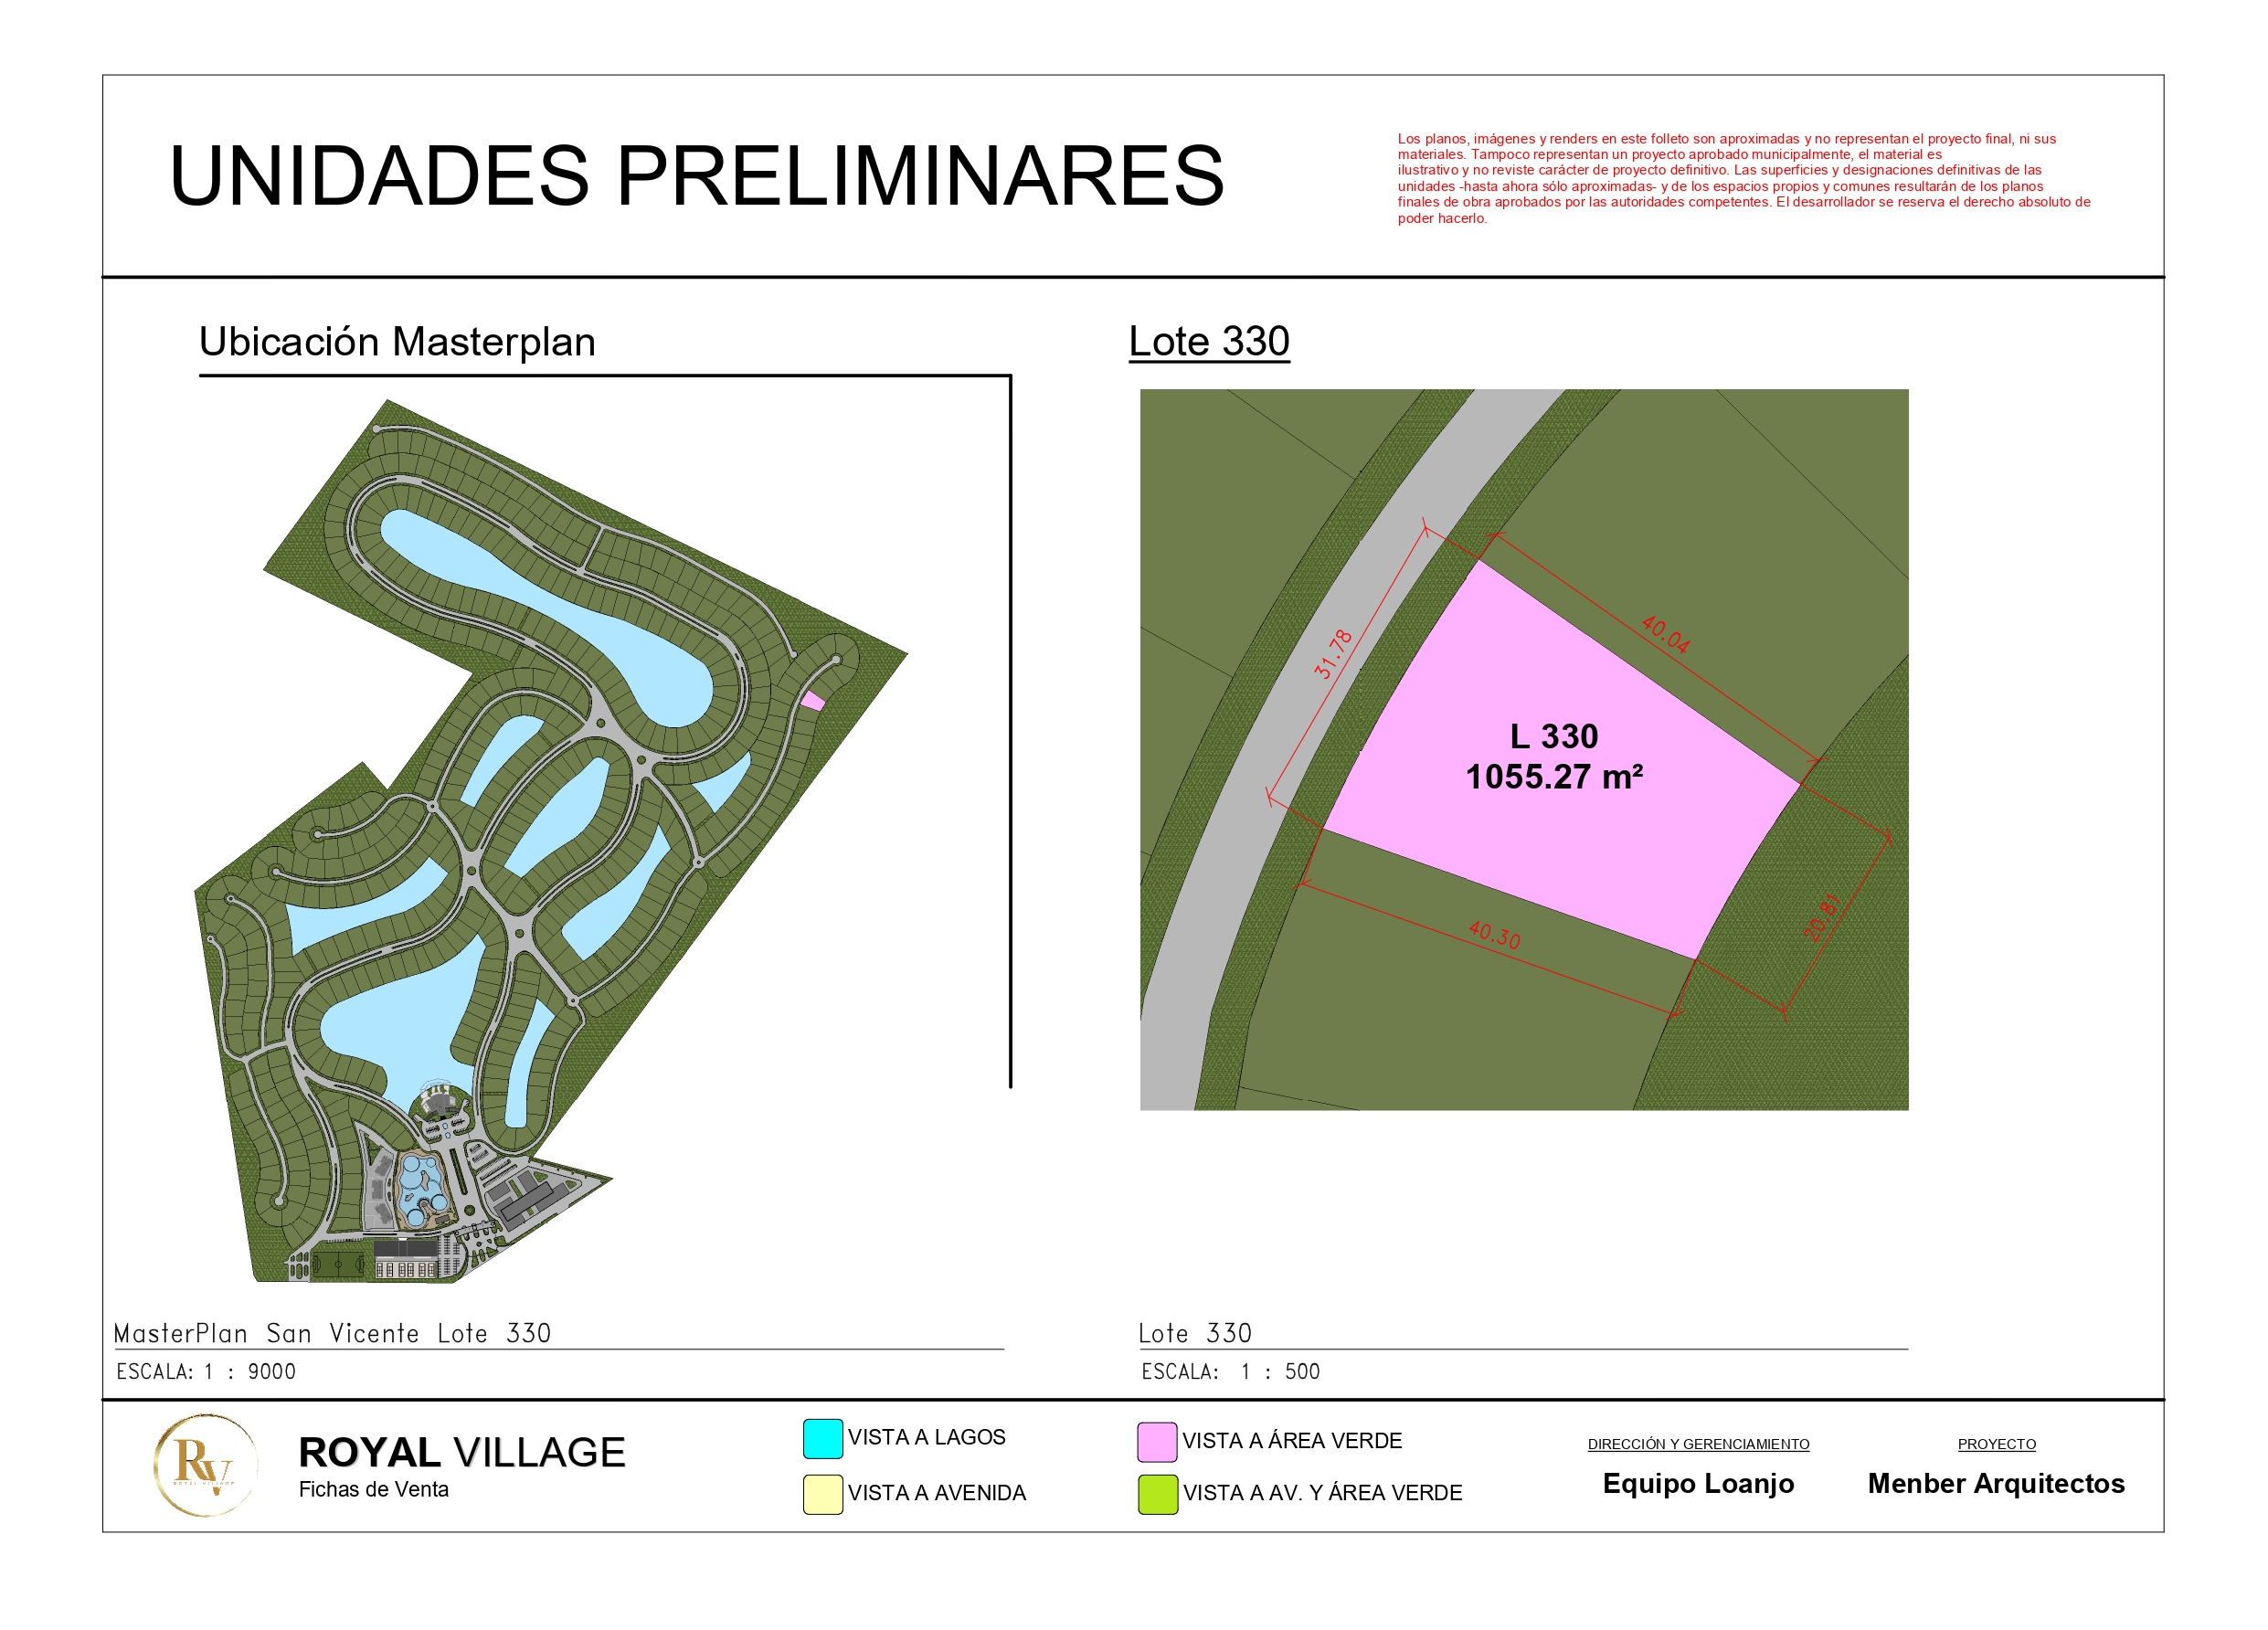 UNIDADES PRELIMINARES
Los planos, imágenes y renders en este folleto son aproximadas y no representan el proyecto final, ni sus
materiales. Tampoco representan un proyecto aprobado municipalmente, el material es
ilustrativo y no reviste carácter de proyecto definitivo. Las superficies y designaciones definitivas de las
unidades -hasta ahora sólo aproximadas- y de los espacios propios y comunes resultarán de los planos
finales de obra aprobados por las autoridades competentes. El desarrollador se reserva el derecho absoluto de
poder hacerlo.
Ubicación Masterplan
Lote 330
31.78
40.04
L 330
1055.27 m²
40.30
20.81
MasterPlan San Vicente Lote 330
ESCALA: 1 : 9000
Lote 330
ESCALA: 1 : 500
RV
ROYAL VILLAGE
ROYAL VILLAGE
Fichas de Venta
VISTA A LAGOS
VISTA A AVENIDA
VISTA A ÁREA VERDE
VISTA A AV. Y ÁREA VERDE
DIRECCIÓN Y GERENCIAMIENTO
Equipo Loanjo
PROYECTO
Menber Arquitectos